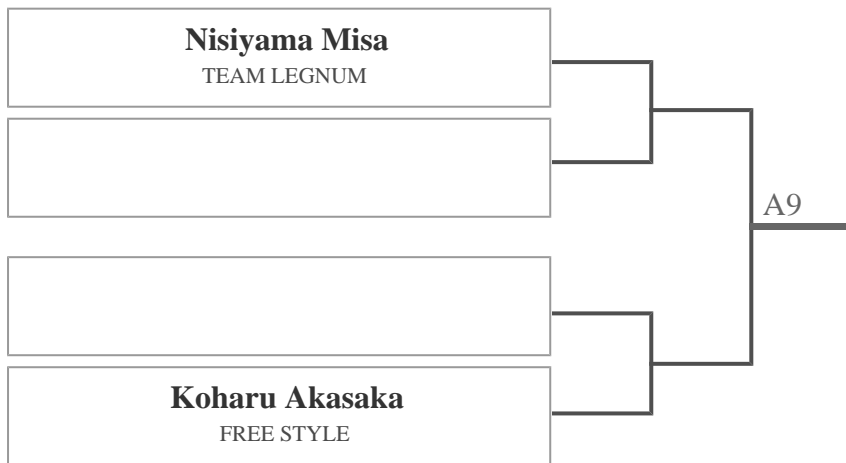 Nisiyama Misa
TEAM LEGNUM
A9
Koharu Akasaka
FREE STYLE